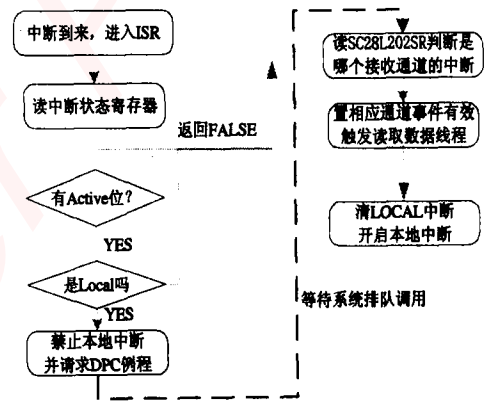 中断到来，进入ISR
读中断状态寄存器
返回FALSE
有Active位?
YES
是Local吗
YES
禁止本地中断
并请求DPC例程
读SC28L202SR判断是
哪个接收通道的中断
置相应通道事件有效
触发读取数据线程
清LOCAL中断
开启本地中断
等待系统排队调用